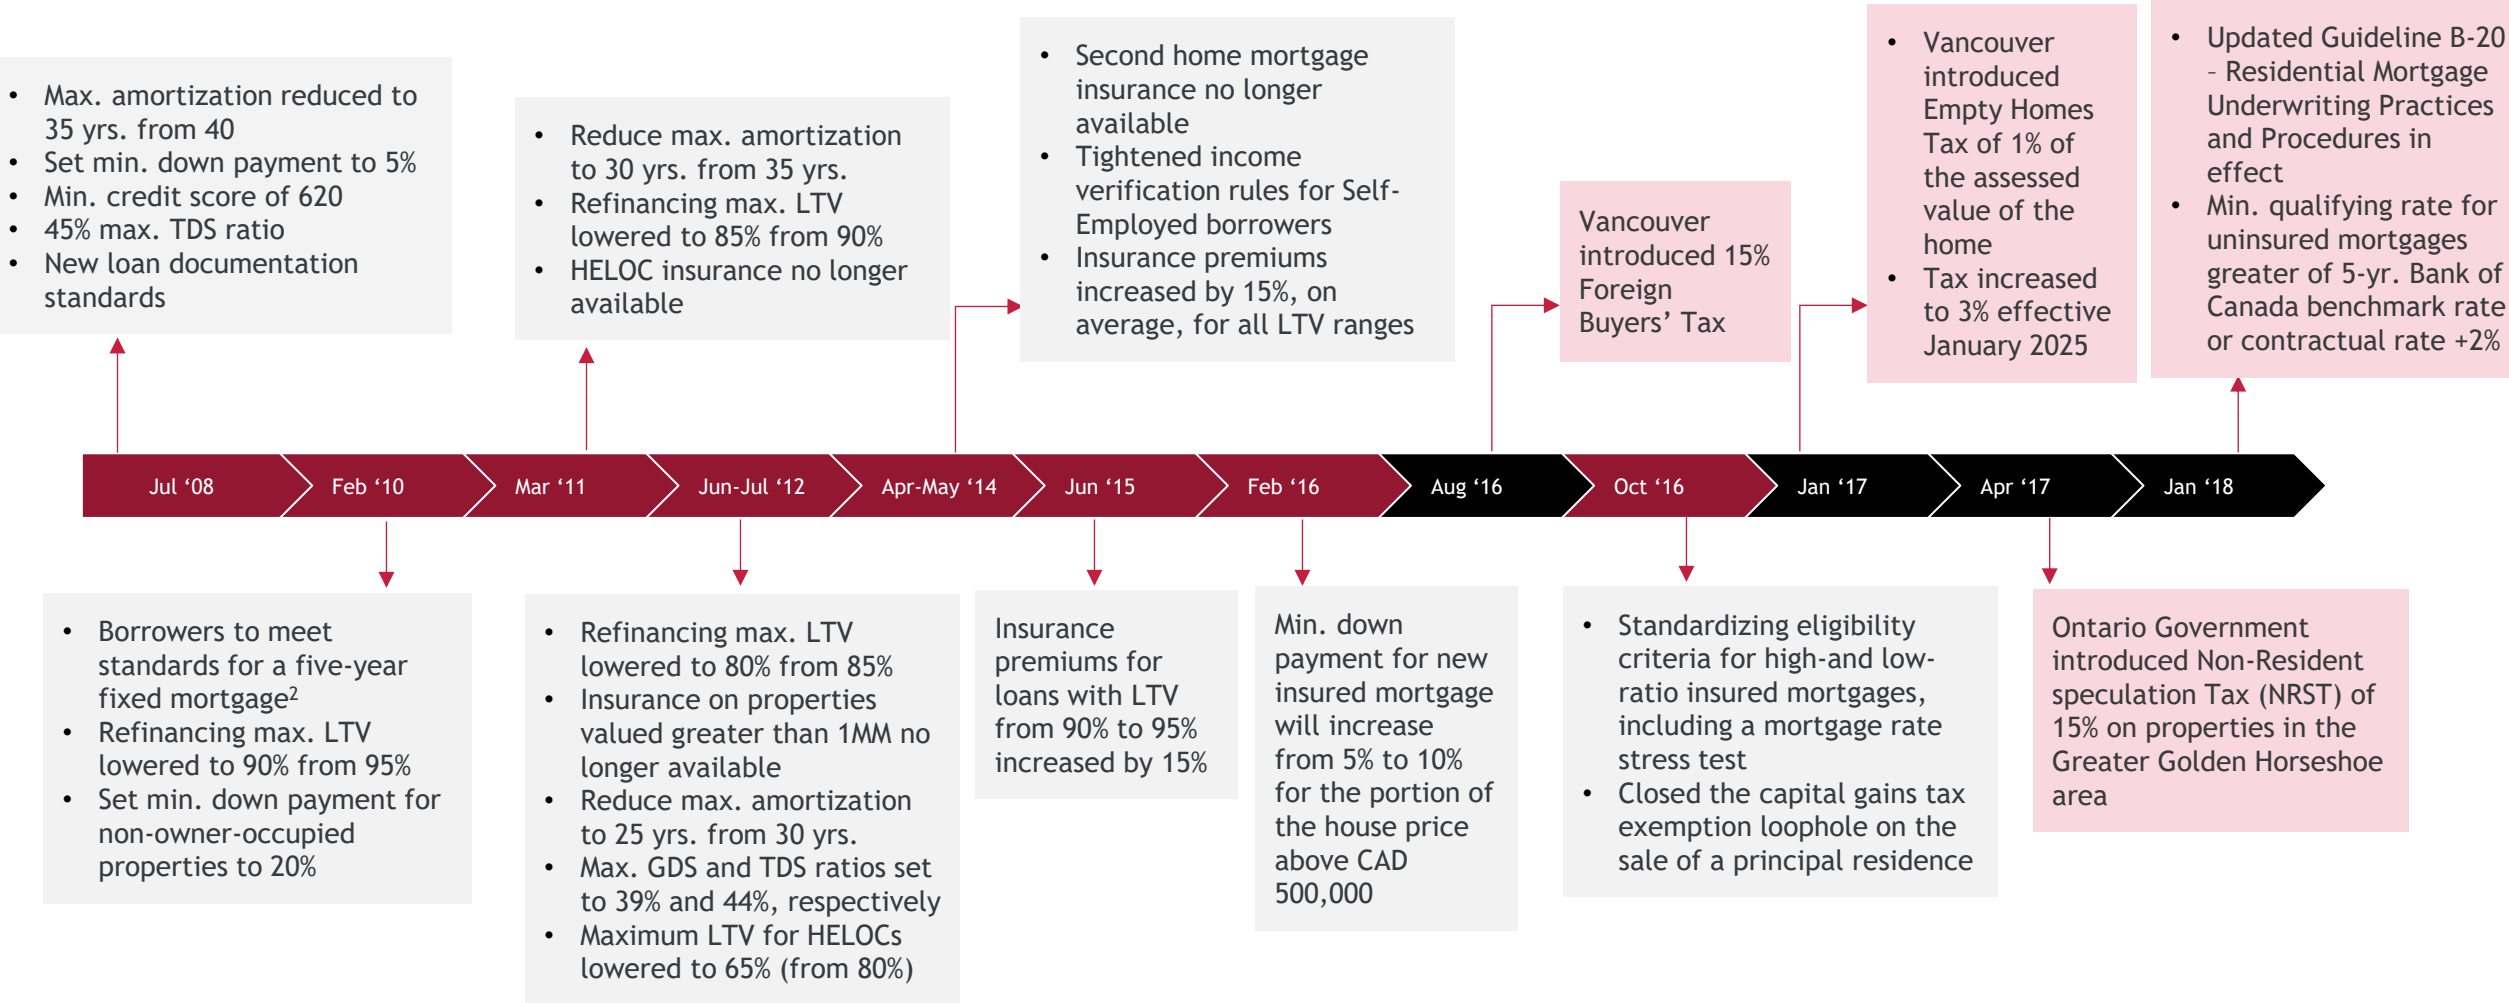 • Max. amortization reduced to
35 yrs. from 40
• Set min. down payment to 5%
• Min. credit score of 620
• 45% max. TDS ratio
• New loan documentation
standards
• Reduce max. amortization
to 30 yrs. from 35 yrs.
• Refinancing max. LTV
lowered to 85% from 90%
• HELOC insurance no longer
available
• Second home mortgage
insurance no longer
available
• Tightened income
verification rules for Self-
Employed borrowers
• Insurance premiums
increased by 15%, on
average, for all LTV ranges
Vancouver
introduced 15%
Foreign
Buyers’ Tax
• Vancouver
introduced
Empty Homes
Tax of 1% of
the assessed
value of the
home
• Tax increased
to 3% effective
January 2025
• Updated Guideline B-20
– Residential Mortgage
Underwriting Practices
and Procedures in
effect
• Min. qualifying rate for
uninsured mortgages
greater of 5-yr. Bank of
Canada benchmark rate
or contractual rate +2%
Jul ‘08
Feb ‘10
Mar ‘11
Jun-Jul ‘12
Apr-May ‘14
Jun ‘15
Feb ‘16
Aug ‘16
Oct ‘16
Jan ‘17
Apr ‘17
Jan ‘18
• Borrowers to meet
standards for a five-year
fixed mortgage²
• Refinancing max. LTV
lowered to 90% from 95%
• Set min. down payment for
non-owner-occupied
properties to 20%
• Refinancing max. LTV
lowered to 80% from 85%
• Insurance on properties
valued greater than 1MM no
longer available
• Reduce max. amortization
to 25 yrs. from 30 yrs.
• Max. GDS and TDS ratios set
to 39% and 44%, respectively
• Maximum LTV for HELOCs
lowered to 65% (from 80%)
Insurance
premiums for
loans with LTV
from 90% to 95%
increased by 15%
Min. down
payment for new
insured mortgage
will increase
from 5% to 10%
for the portion of
the house price
above CAD
500,000
• Standardizing eligibility
criteria for high-and low-
ratio insured mortgages,
including a mortgage rate
stress test
• Closed the capital gains tax
exemption loophole on the
sale of a principal residence
Ontario Government
introduced Non-Resident
speculation Tax (NRST) of
15% on properties in the
Greater Golden Horseshoe
area